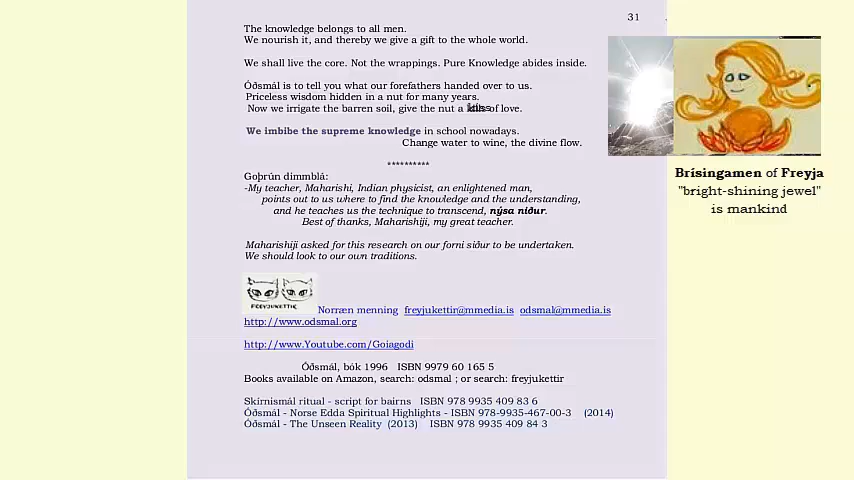 31
The knowledge belongs to all men.
We nourish it, and thereby we give a gift to the whole world.
We shall live the core. Not the wrappings. Pure Knowledge abides inside.
Óðsmál is to tell you what our forefathers handed over to us.
Priceless wisdom hidden in a nut for many years.
Now we irrigate the barren soil, give the nut a kiss of love.
We imbibe the supreme knowledge in school nowadays.
Change water to wine, the divine flow.
**********
Goþrún dimmblá:
-My teacher, Maharishi, Indian physicist, an enlightened man,
points out to us where to find the knowledge and the understanding,
and he teaches us the technique to transcend, nýsa niður.
Best of thanks, Maharishiji, my great teacher.
Maharishiji asked for this research on our forni siður to be undertaken.
We should look to our own traditions.
FREYJUKETTIR
Norræn menning freyjukettir@mmedia.is odsmal@mmedia.is
http://www.odsmal.org
http://www.Youtube.com/Goiagodi
Óðsmál, bók 1996 ISBN 9979 60 165 5
Books available on Amazon, search: odsmal ; or search: freyjukettir
Skírnismál ritual - script for bairns ISBN 978 9935 409 83 6
Óðsmál - Norse Edda Spiritual Highlights - ISBN 978-9935-467-00-3 (2014)
Óðsmál - The Unseen Reality (2013) ISBN 978 9935 409 84 3
Brísingamen of Freyja
"bright-shining jewel"
is mankind